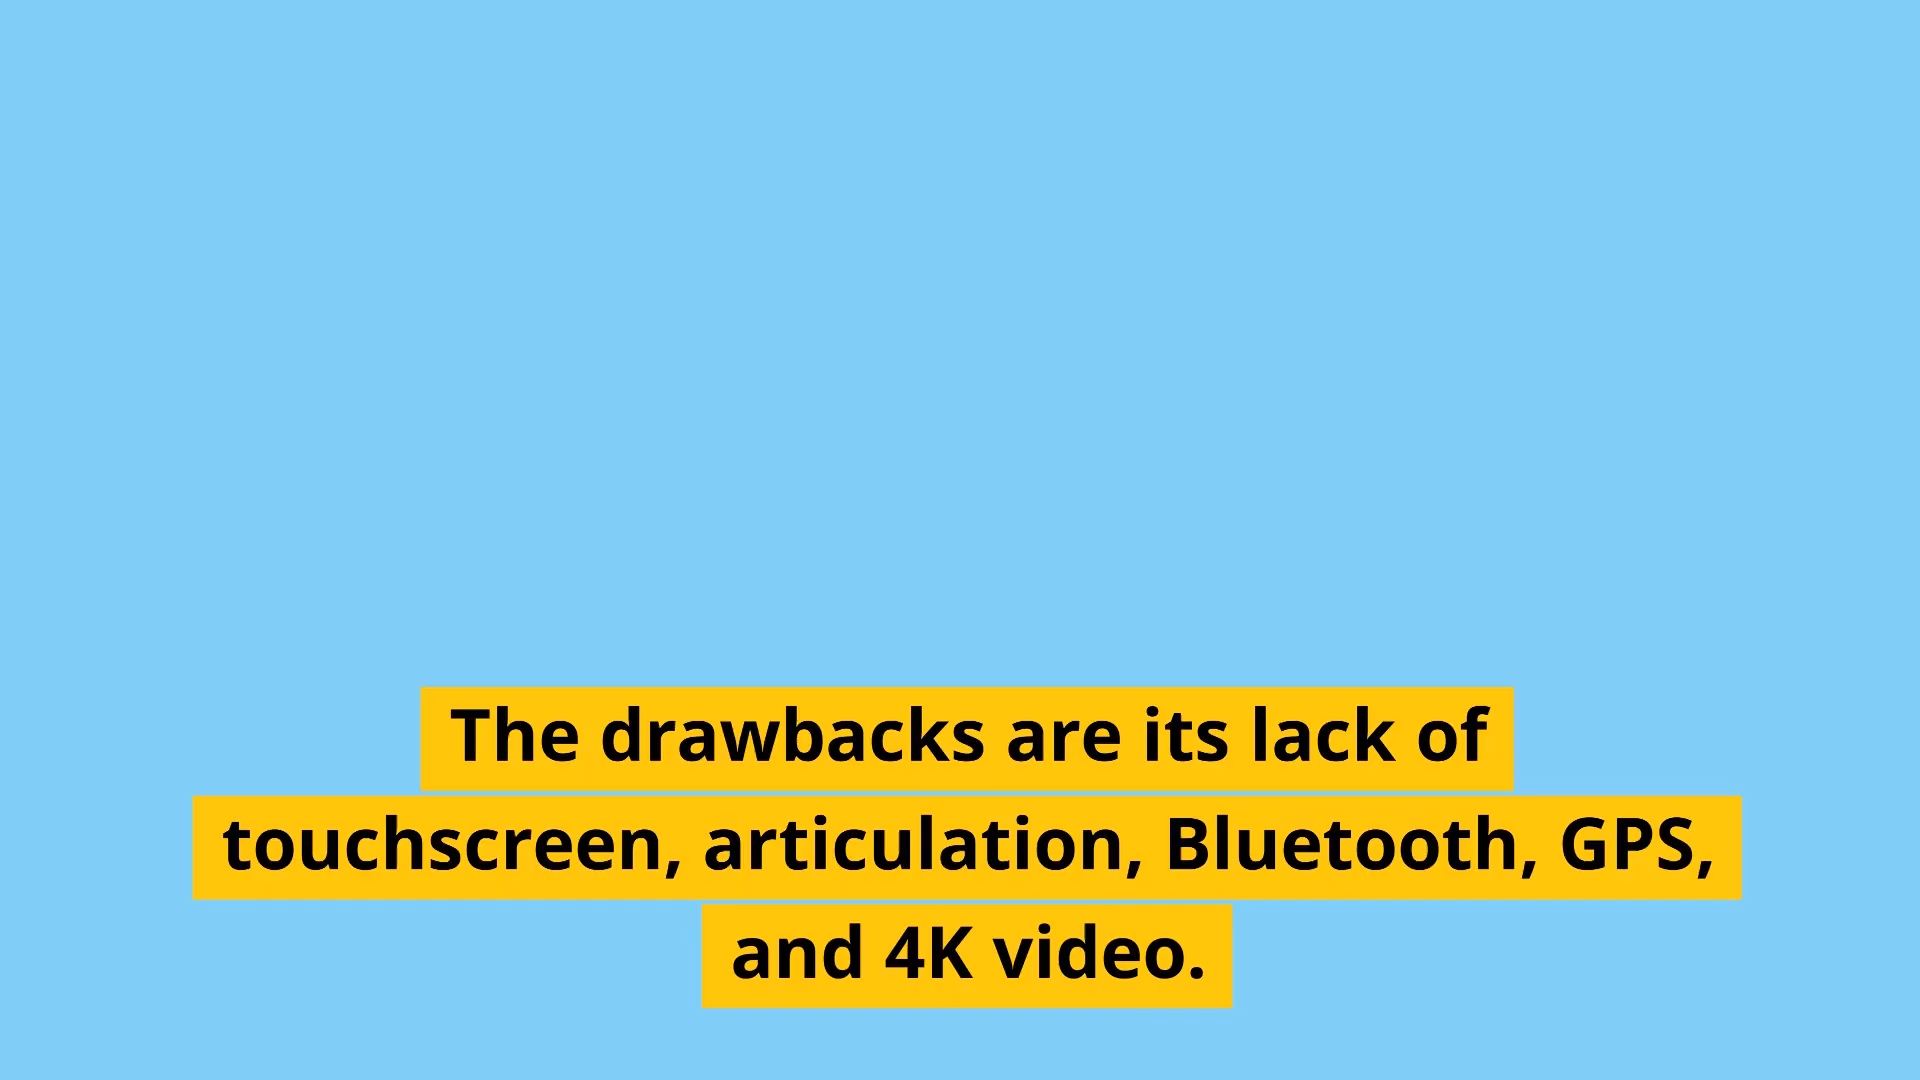 The drawbacks are its lack of
touchscreen, articulation, Bluetooth, GPS,
and 4K video.